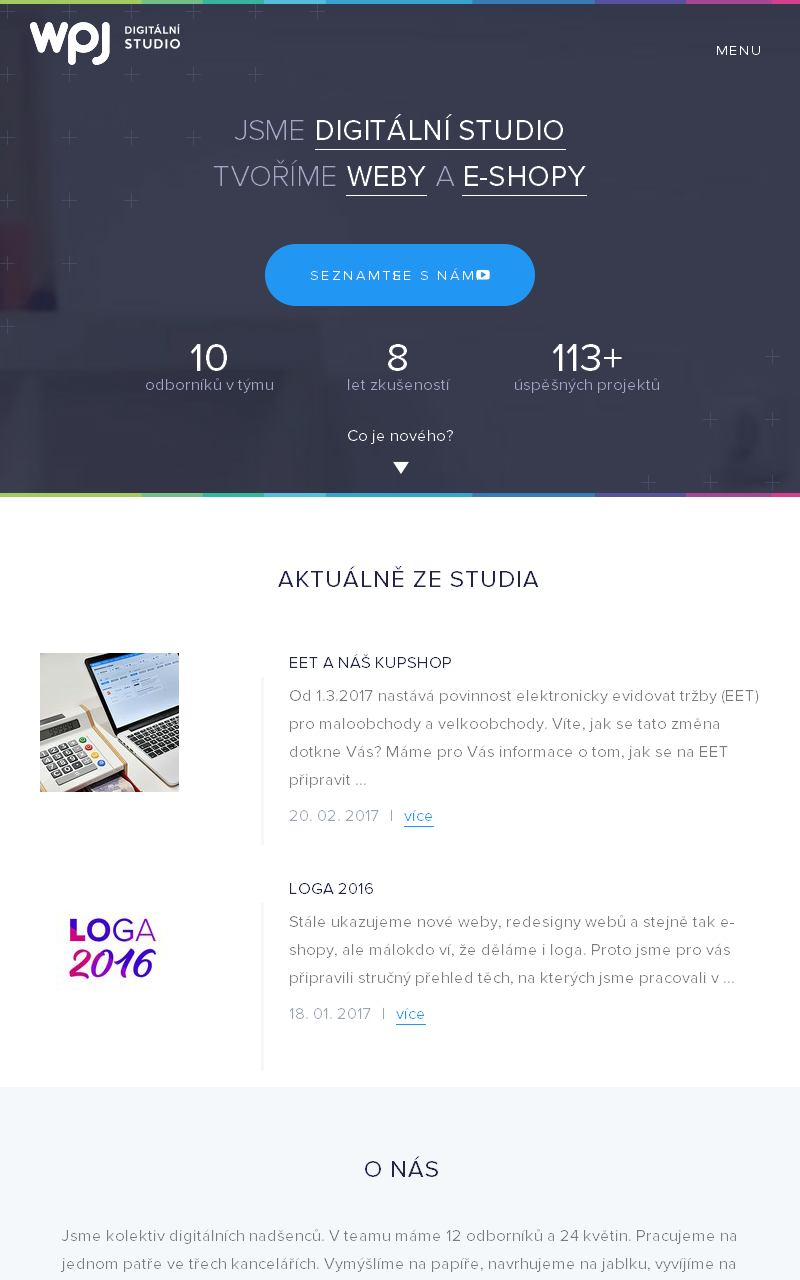 wpj DIGITÁLNÍ
STUDIO
MENU
JSME DIGITÁLNÍ STUDIO
TVOŘÍME WEBY A E-SHOPY
SEZNAMTE SE S NÁMI
10
odborníků v týmu
8
let zkušeností
113+
úspěšných projektů
Co je nového?
AKTUÁLNĚ ZE STUDIA
EET A NÁŠ KUPSHOP
Od 1.3.2017 nastává povinnost elektronicky evidovat tržby (EET)
pro maloobchody a velkoobchody. Víte, jak se tato změna
dotkne Vás? Máme pro Vás informace o tom, jak se na EET
připravit ...
20. 02. 2017 | více
LOGA
2016
LOGA 2016
Stále ukazujeme nové weby, redesigny webů a stejně tak e-
shopy, ale málokdo ví, že děláme i loga. Proto jsme pro vás
připravili stručný přehled těch, na kterých jsme pracovali v ...
18. 01. 2017 | více
O NÁS
Jsme kolektiv digitálních nadšenců. V teamu máme 12 odborníků a 24 květin. Pracujeme na
jednom patře ve třech kancelářích. Vymýšlíme na papíře, navrhujeme na jablku, vyvíjíme na